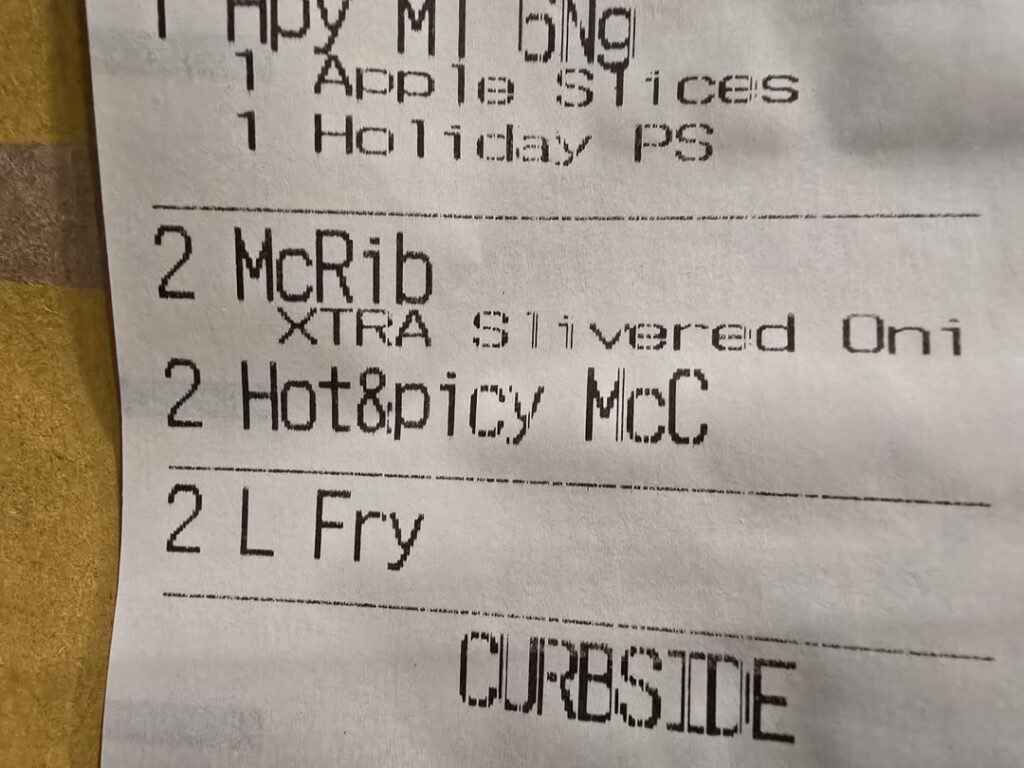 1 Hpy Ml 6Ng
1 Apple Slices
1 Holiday PS
2 McRib
XTRA Slivered Oni
2 Hot&picy McC
2 L Fry
CURBSIDE